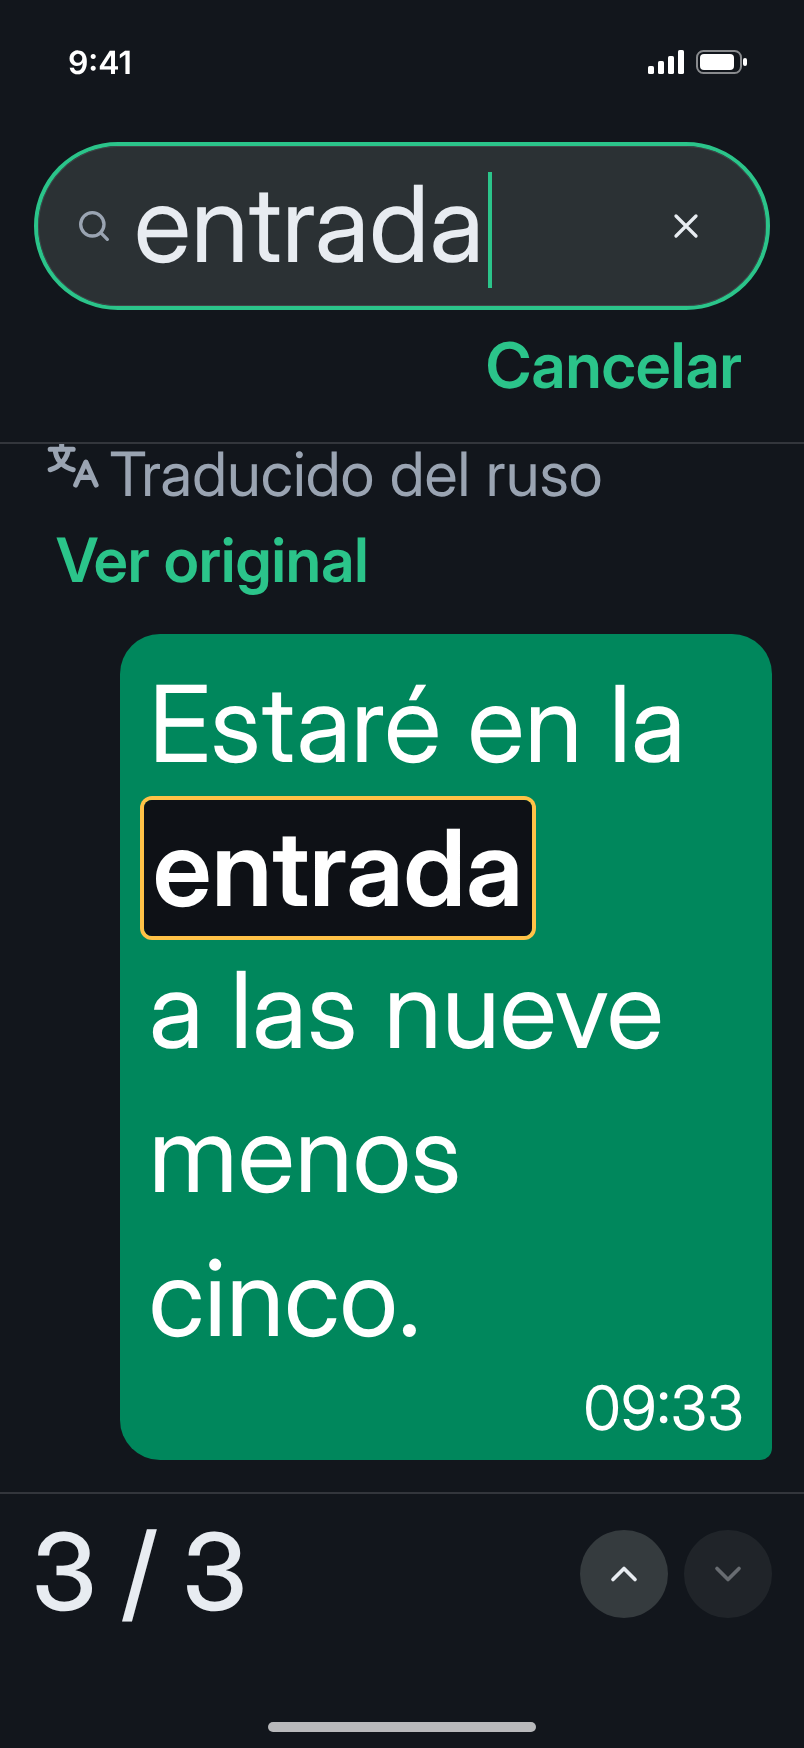 9:41
entrada
Cancelar
Traducido del ruso
Ver original
Estaré en la
entrada
a las nueve
menos
cinco.
09:33
3 / 3